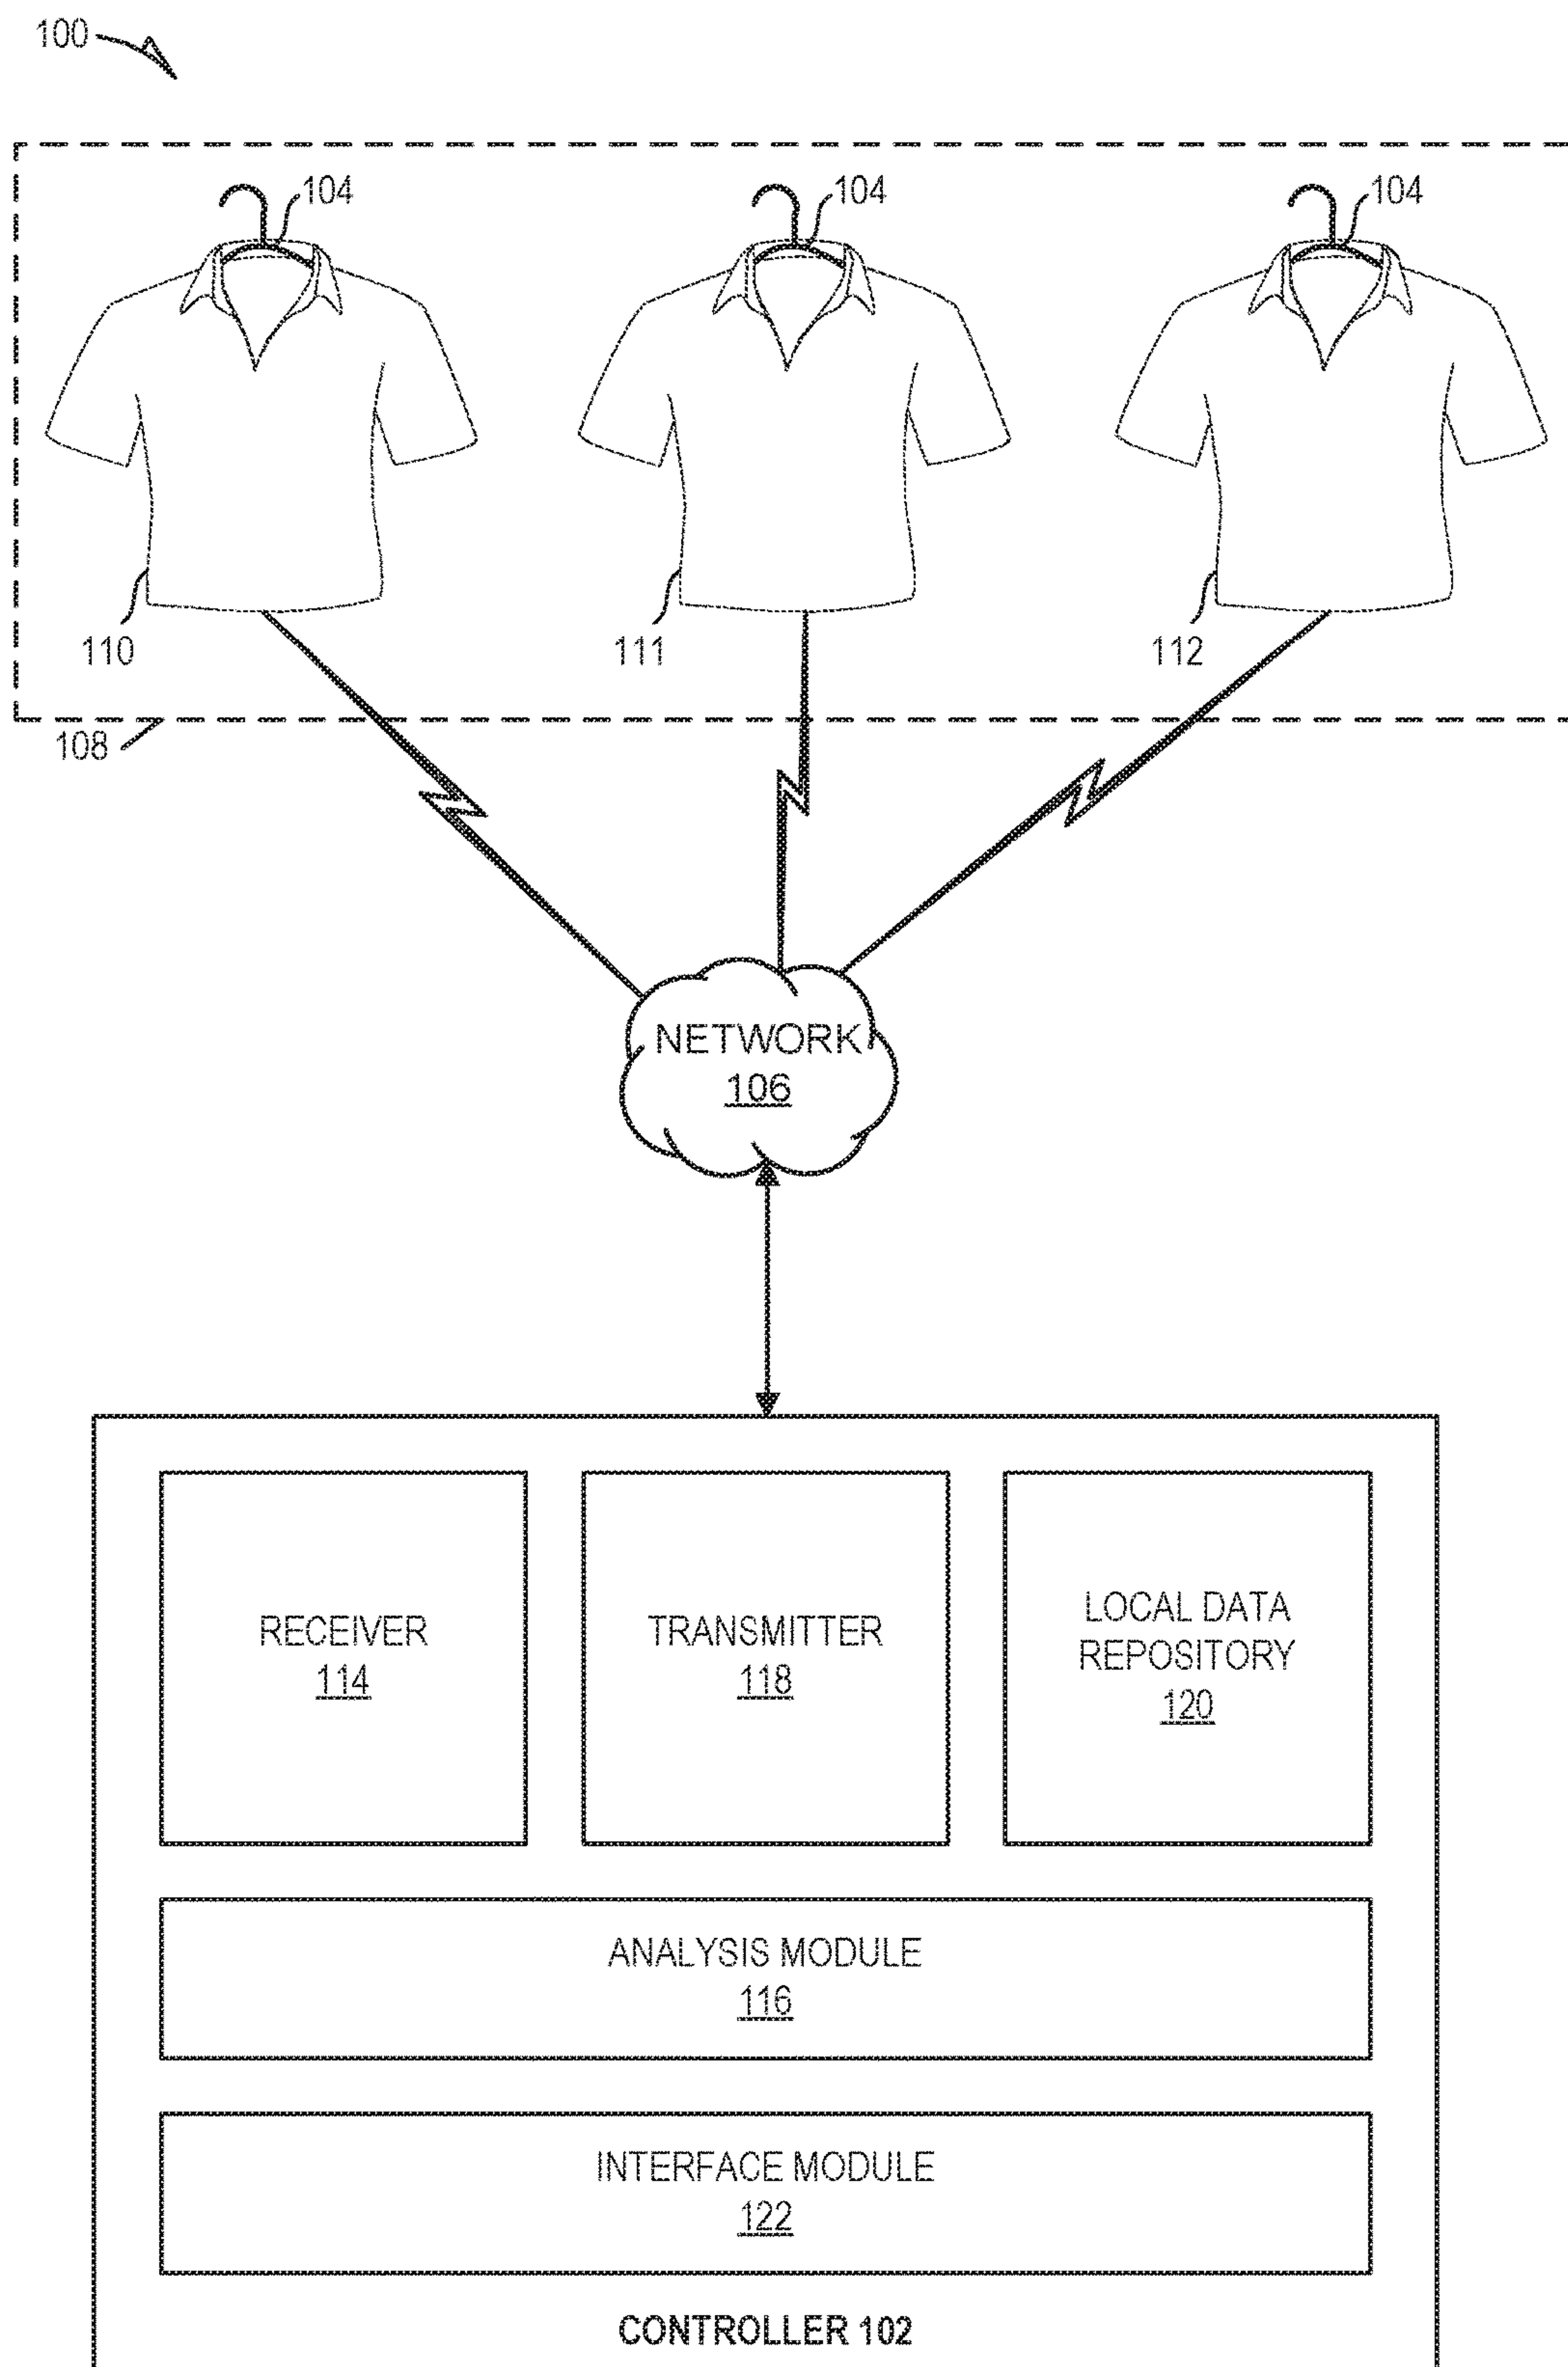 100
104
104
104
110
111
112
108
NETWORK
106
RECEIVER
114
TRANSMITTER
118
LOCAL DATA
REPOSITORY
120
ANALYSIS MODULE
116
INTERFACE MODULE
122
CONTROLLER 102